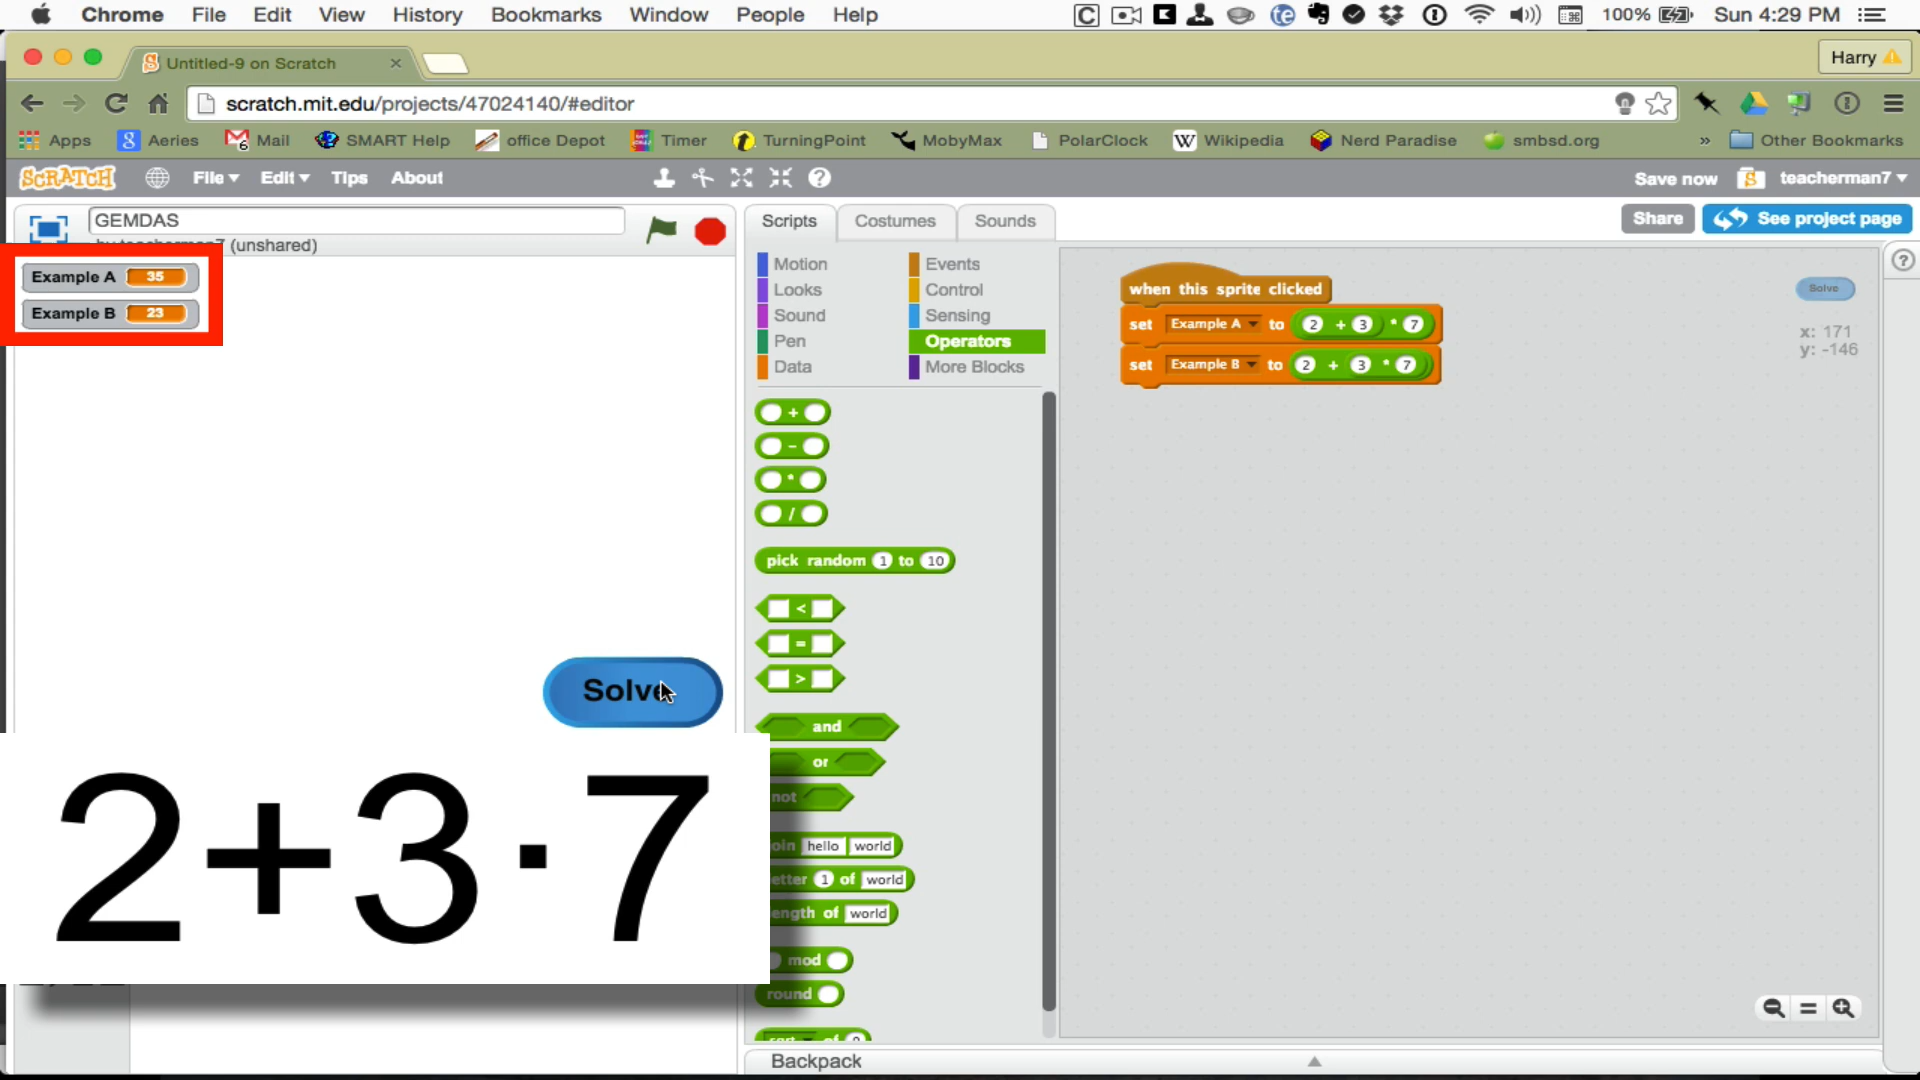 Chrome File Edit View History Bookmarks Window People Help 100% Sun 4:29 PM
Untitled-9 on Scratch Harry
scratch.mit.edu/projects/47024140/#editor
Apps Aeries Mail SMART Help office Depot Timer TurningPoint MobyMax PolarClock Wikipedia Nerd Paradise smbsd.org » Other Bookmarks
SCRATCH File Edit Tips About Save now teacherman7
GEMDAS
(unshared)
Scripts Costumes Sounds
Share See project page
Example A 35
Example B 23
Motion Events
Looks Control
Sound Sensing
Pen Operators
Data More Blocks
+
-
*
/
pick random 1 to 10
<
=
>
and
or
not
hello world
1 of world
of world
mod
round
when this sprite clicked
set Example A to 2 + 3 * 7
set Example B to 2 + 3 * 7
Solve
x: 171
y: -146
Solve
2+3·7
Backpack